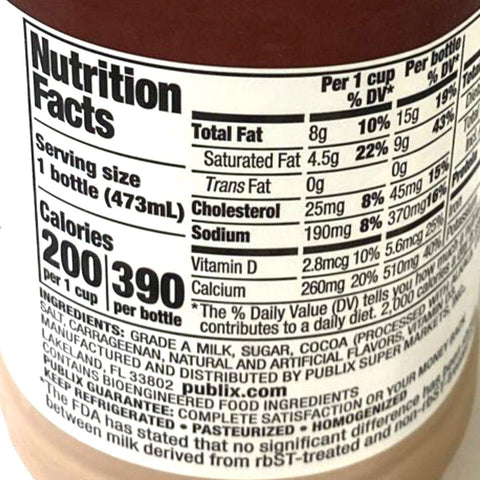 Nutrition Facts
Serving size
1 bottle (473mL)
Calories
200 per 1 cup
390 per bottle
Per 1 cup % DV* Per bottle % DV*
Total Fat 8g 10% 15g 19%
Saturated Fat 4.5g 22% 9g 43%
Trans Fat 0g 0g
Cholesterol 25mg 8% 45mg 15%
Sodium 190mg 8% 370mg 16%
Vitamin D 2.8mcg 10% 5.6mcg 25%
Calcium 260mg 20% 510mg 40%
*The % Daily Value (DV) tells you how much
contributes to a daily diet. 2,000 calories
INGREDIENTS: GRADE A MILK, SUGAR, COCOA (PROCESSED WITH
SALT, CARRAGEENAN, NATURAL AND ARTIFICIAL FLAVORS, VITAMIN
MANUFACTURED AND DISTRIBUTED BY PUBLIX SUPER MARKETS, INC.
LAKELAND, FL 33802 publix.com
CONTAINS BIOENGINEERED FOOD INGREDIENTS
PUBLIX GUARANTEE: COMPLETE SATISFACTION OR YOUR MONEY BACK
•KEEP REFRIGERATED • PASTEURIZED • HOMOGENIZED
The FDA has stated that no significant difference has been
between milk derived from rbST-treated and non-rbST-treated